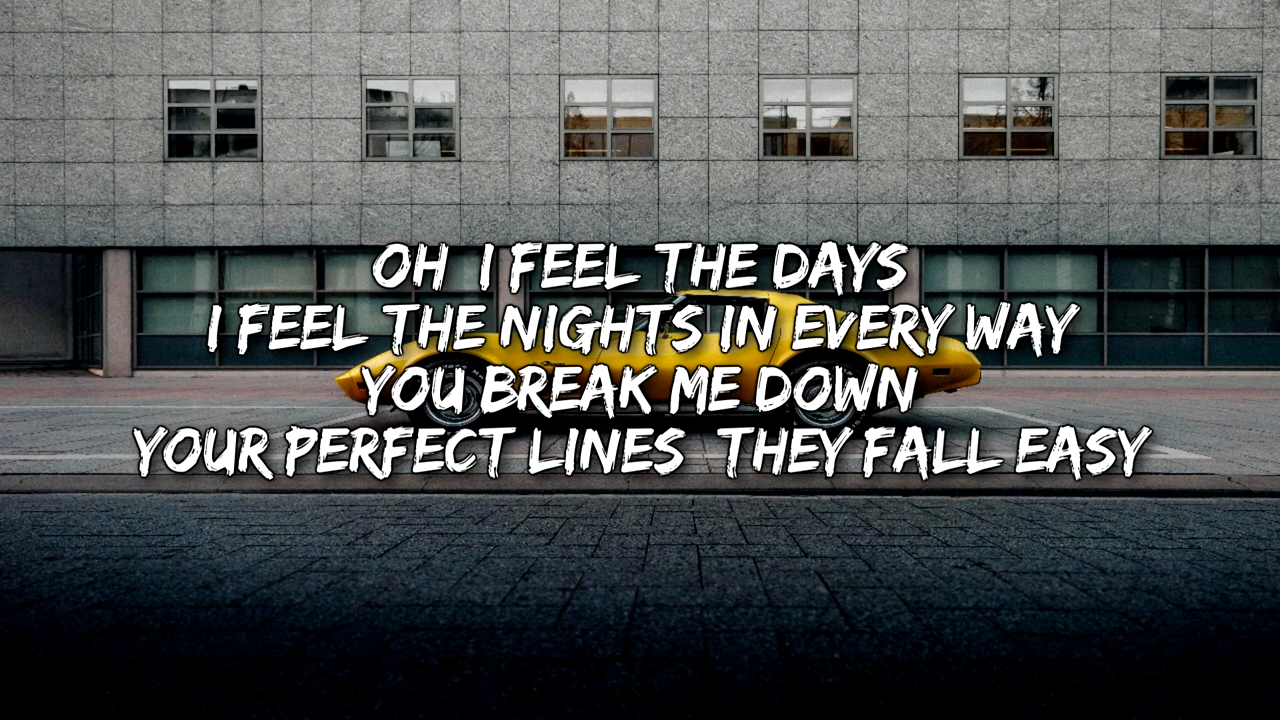 OH I FEEL THE DAYS
I FEEL THE NIGHTS IN EVERY WAY
YOU BREAK ME DOWN
YOUR PERFECT LINES THEY FALL EASY